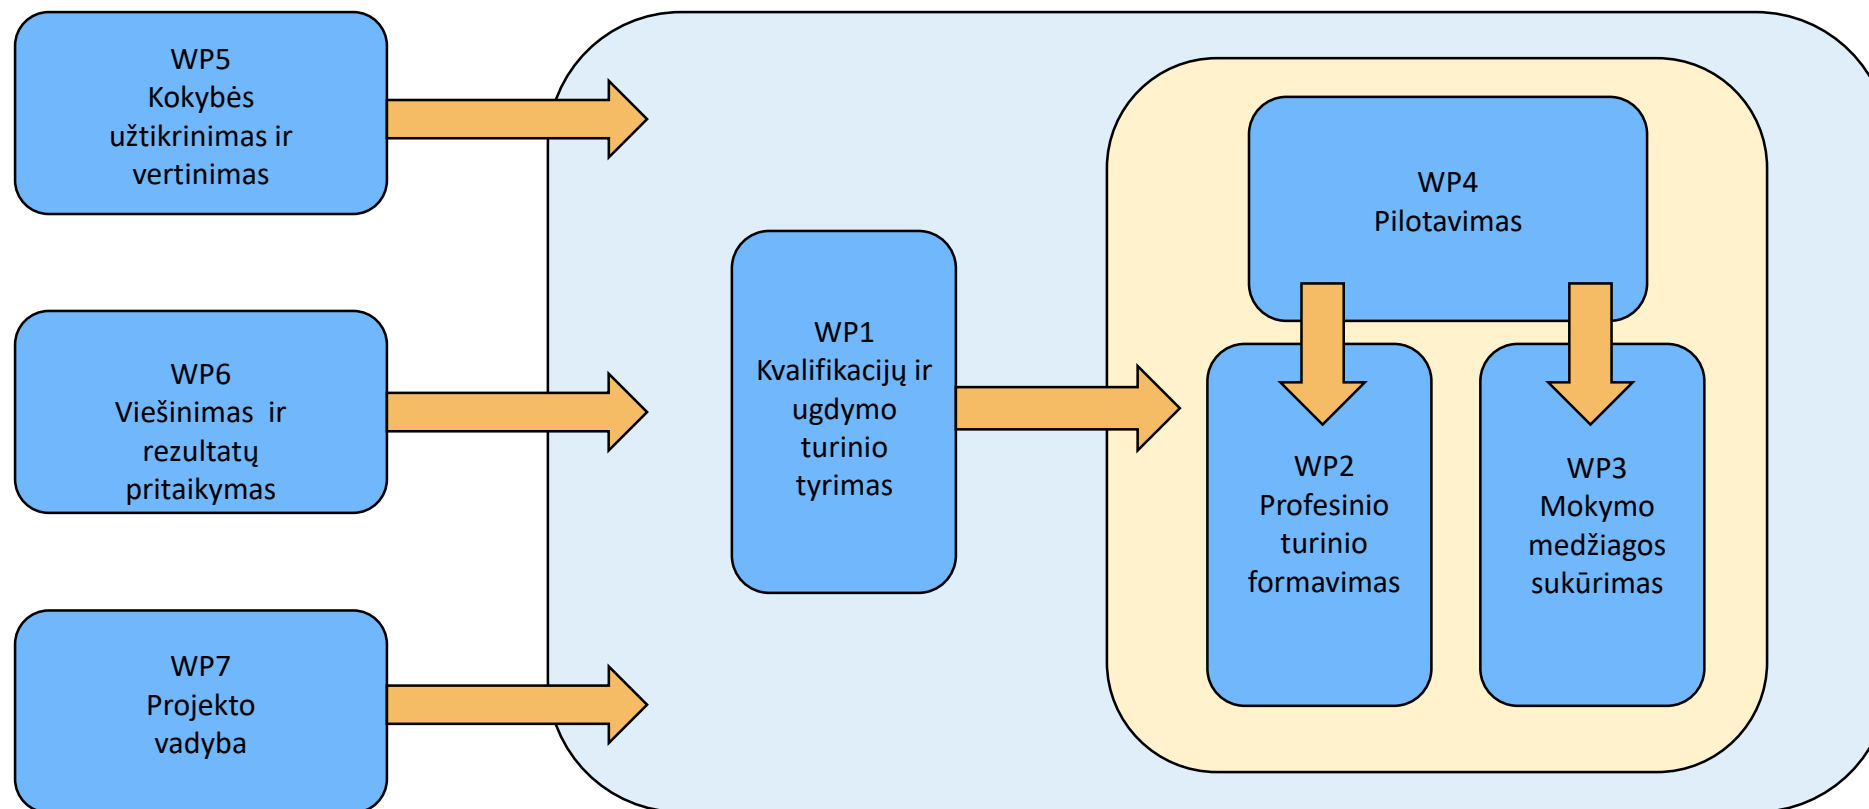 WP5
Kokybės
užtikrinimas ir
vertinimas
WP6
Viešinimas  ir
rezultatų
pritaikymas
WP7
Projekto
vadyba
WP1
Kvalifikacijų ir
ugdymo
turinio
tyrimas
WP4
Pilotavimas
WP2
Profesinio
turinio
formavimas
WP3
Mokymo
medžiagos
sukūrimas